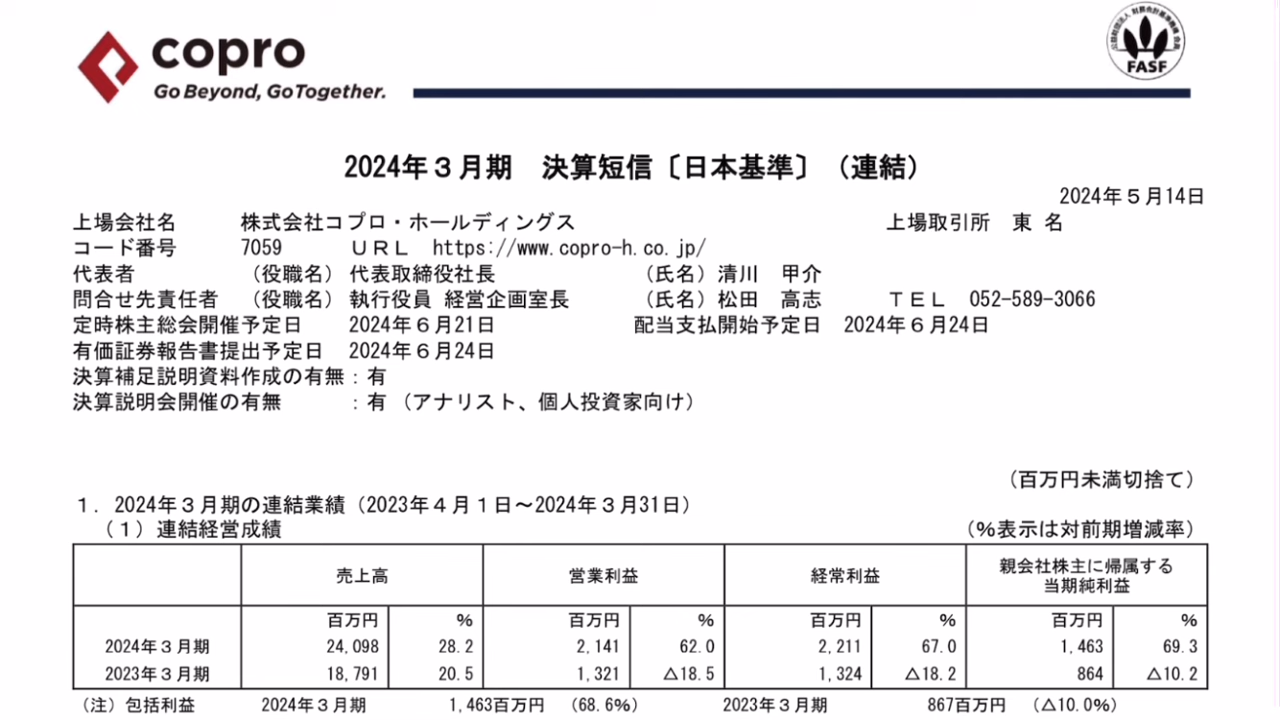 copro
Go Beyond, Go Together.
公益財団法人 財務会計基準機構 会員
FASF
2024年３月期　決算短信〔日本基準〕（連結）
2024年５月14日
上場会社名　株式会社コプロ・ホールディングス　上場取引所　東 名
コード番号　7059　ＵＲＬ　https://www.copro-h.co.jp/
代表者　（役職名）代表取締役社長　（氏名）清川　甲介
問合せ先責任者　（役職名）執行役員 経営企画室長　（氏名）松田　高志　ＴＥＬ　052-589-3066
定時株主総会開催予定日　2024年６月21日　配当支払開始予定日　2024年６月24日
有価証券報告書提出予定日　2024年６月24日
決算補足説明資料作成の有無：有
決算説明会開催の有無　：有（アナリスト、個人投資家向け）
（百万円未満切捨て）
１．2024年３月期の連結業績（2023年４月１日～2024年３月31日）
（１）連結経営成績　（％表示は対前期増減率）
売上高　営業利益　経常利益　親会社株主に帰属する
当期純利益
百万円　％　百万円　％　百万円　％　百万円　％
2024年３月期　24,098　28.2　2,141　62.0　2,211　67.0　1,463　69.3
2023年３月期　18,791　20.5　1,321　△18.5　1,324　△18.2　864　△10.2
（注）包括利益　2024年３月期　1,463百万円　（68.6％）　2023年３月期　867百万円　（△10.0％）